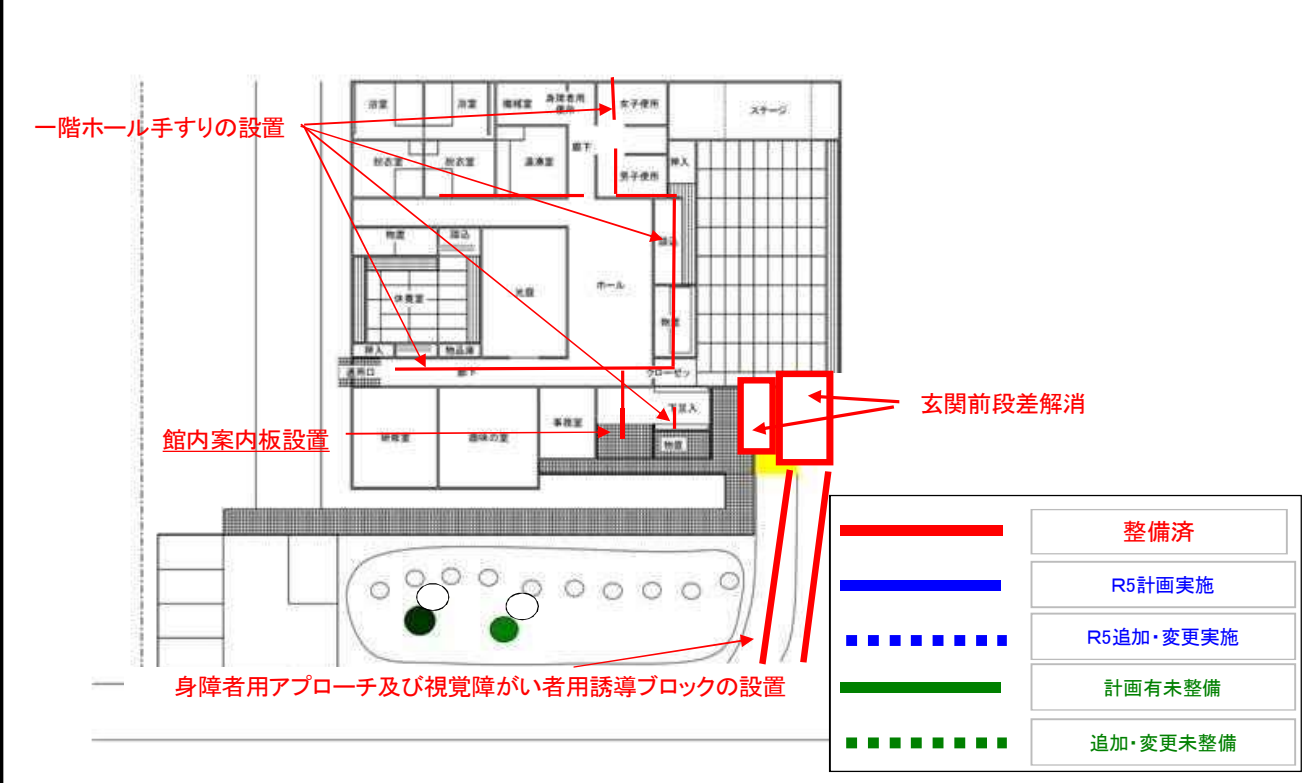 浴室
浴室
機械室
身障者用
便所
女子便所
ステージ
一階ホール手すりの設置
廊下
脱衣室
脱衣室
湯沸室
男子便所
押入
物置
踏込
踏込
休養室
光庭
ホール
物置
押入
物品庫
通用口
廊下
クローゼッ
玄関前段差解消
下足入
事務室
館内案内板設置
研修室
趣味の室
物置
整備済
R5計画実施
R5追加・変更実施
身障者用アプローチ及び視覚障がい者用誘導ブロックの設置
計画有未整備
追加・変更未整備